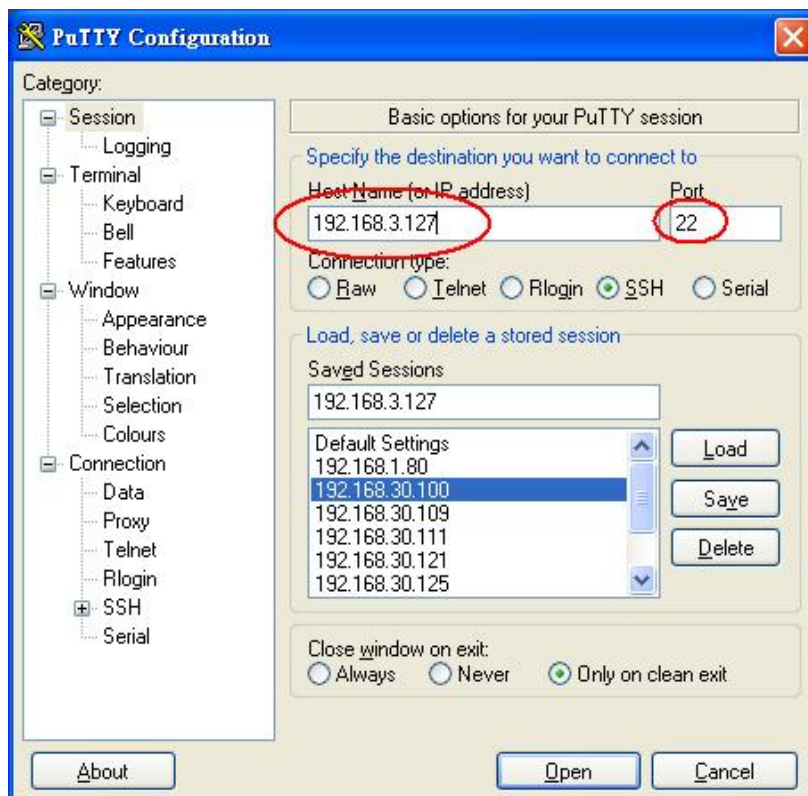 PuTTY Configuration
Category:
Session
Logging
Terminal
Keyboard
Bell
Features
Window
Appearance
Behaviour
Translation
Selection
Colours
Connection
Data
Proxy
Telnet
Rlogin
SSH
Serial
Basic options for your PuTTY session
Specify the destination you want to connect to
Host Name (or IP address) Port
192.168.3.127 22
Connection type:
Raw Telnet Rlogin SSH Serial
Load, save or delete a stored session
Saved Sessions
192.168.3.127
Default Settings
192.168.1.80
192.168.30.100
192.168.30.109
192.168.30.111
192.168.30.121
192.168.30.125
Load
Save
Delete
Close window on exit:
Always Never Only on clean exit
About Open Cancel